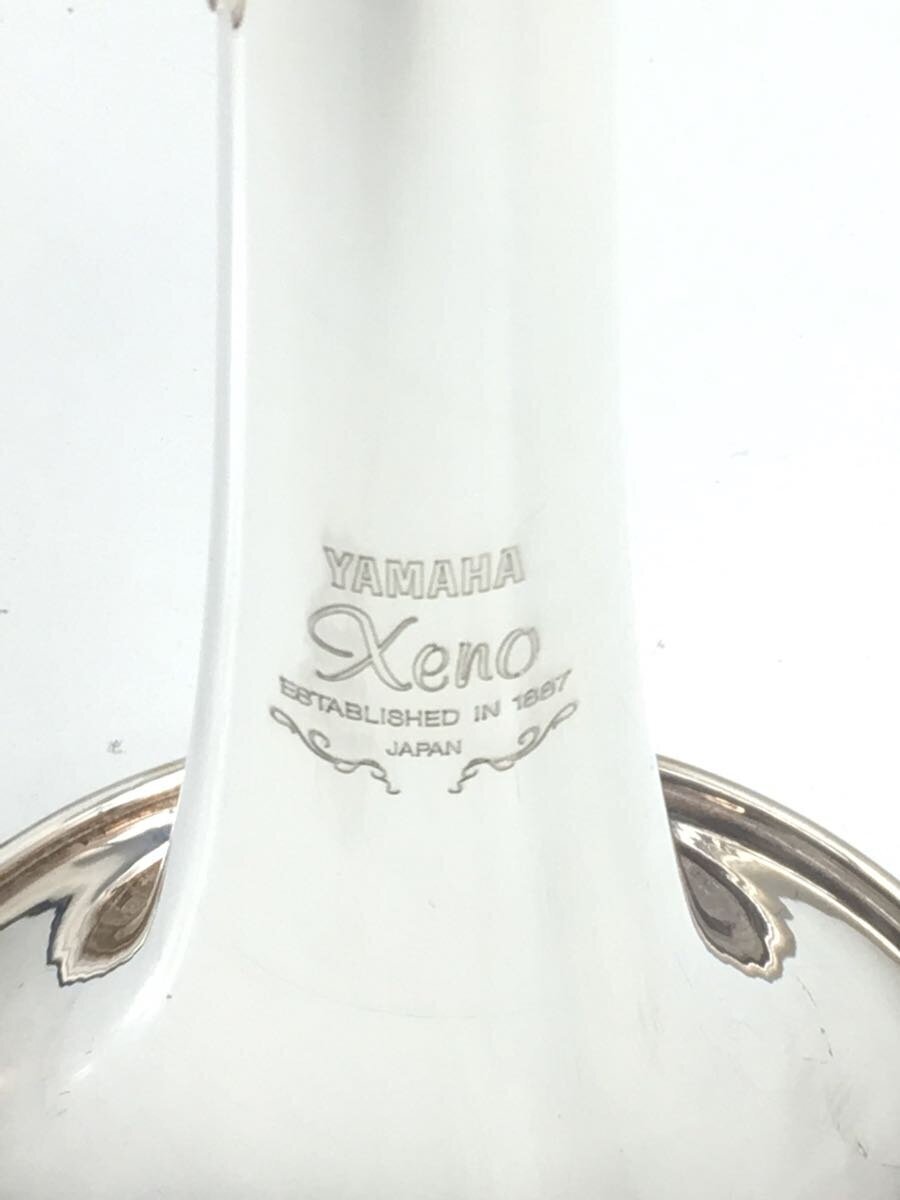 YAMAHA
Xeno
ESTABLISHED IN 1887
JAPAN